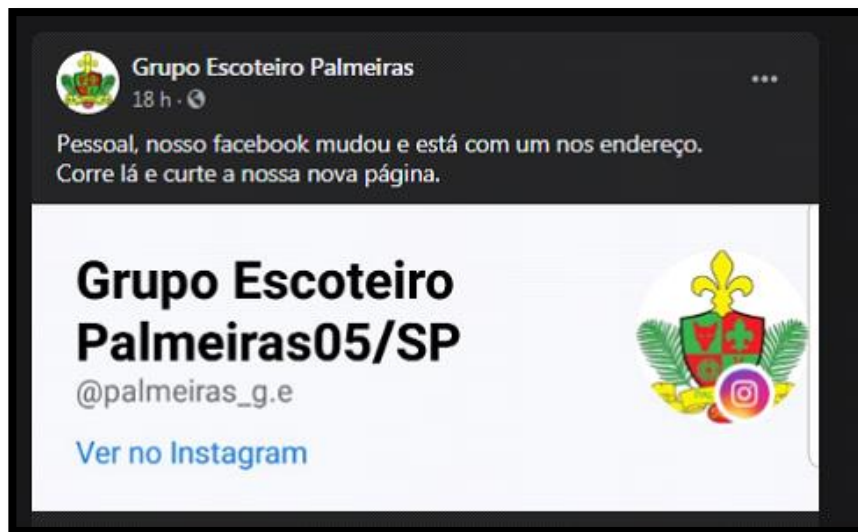 Grupo Escoteiro Palmeiras
18 h ·
Pessoal, nosso facebook mudou e está com um nos endereço.
Corre lá e curte a nossa nova página.
Grupo Escoteiro
Palmeiras05/SP
@palmeiras_g.e
Ver no Instagram